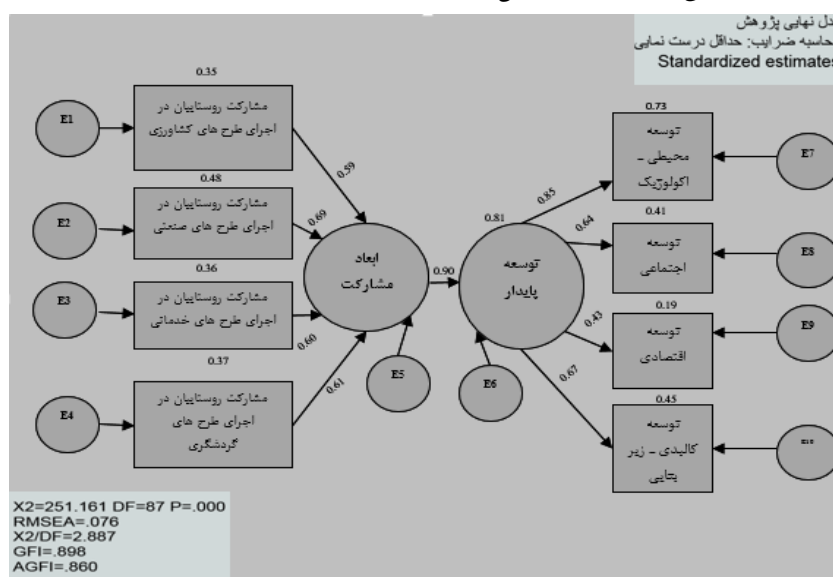 دل نهایی پژوهش
حاسبه ضرایب: حداقل درست نمایی
Standardized estimates
0.35
E1
مشارکت روستاییان در
اجرای طرح های کشاورزی
0.59
0.48
E2
مشارکت روستاییان در
اجرای طرح های صنعتی
0.69
0.36
E3
مشارکت روستاییان در
اجرای طرح های خدماتی
0.60
0.37
E4
مشارکت روستاییان در
اجرای طرح های
گردشگری
0.61
ابعاد
مشارکت
E5
0.90
0.81
توسعه
پایدار
E6
0.85
0.64
0.43
0.67
0.73
توسعه
محیطی -
اکولوژیک
E7
0.41
توسعه
اجتماعی
E8
0.19
توسعه
اقتصادی
E9
0.45
توسعه
کالبدی - زیر
بنایی
X2=251.161 DF=87 P=.000
RMSEA=.076
X2/DF=2.887
GFI=.898
AGFI=.860